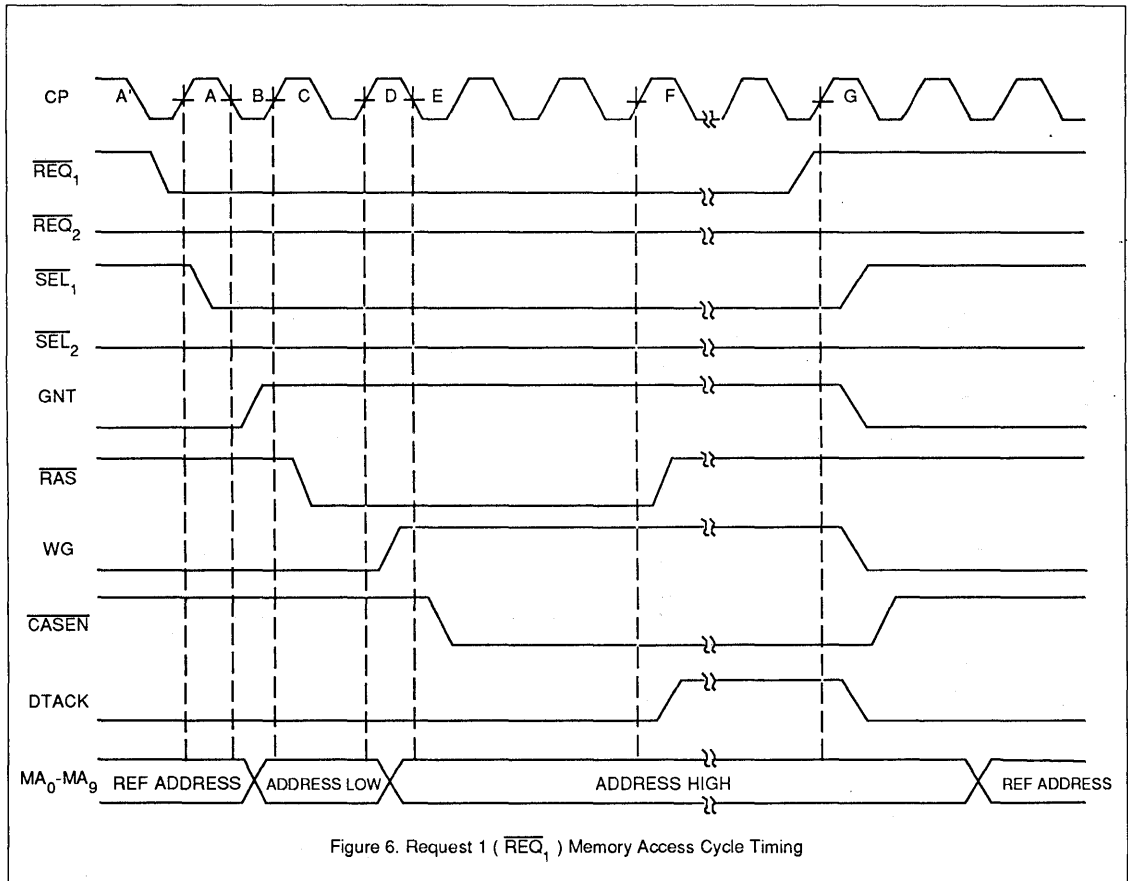 CP A' A B C D E F G
REQ1
REQ2
SEL1
SEL2
GNT
RAS
WG
CASEN
DTACK
MA0-MA9 REF ADDRESS ADDRESS LOW ADDRESS HIGH REF ADDRESS
Figure 6. Request 1 ( REQ1 ) Memory Access Cycle Timing